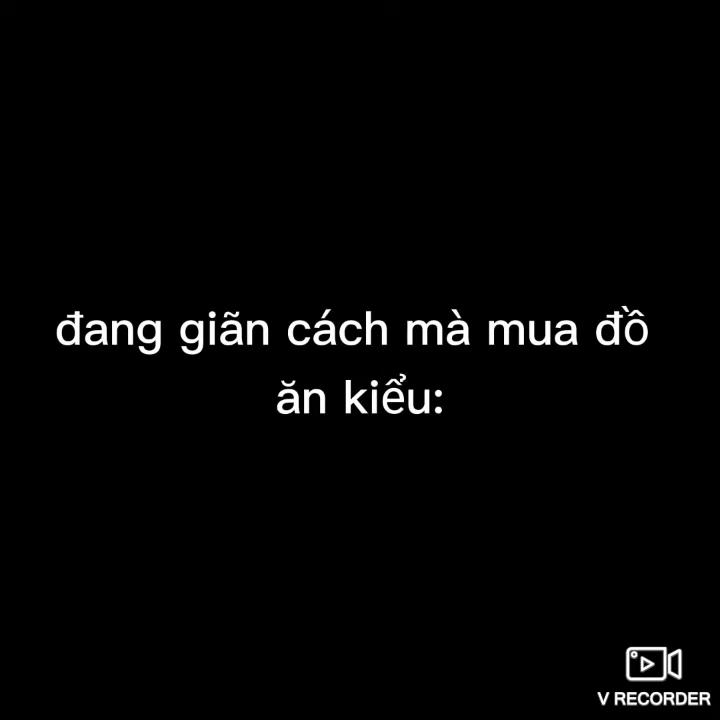 đang giãn cách mà mua đồ
ăn kiểu:
V RECORDER